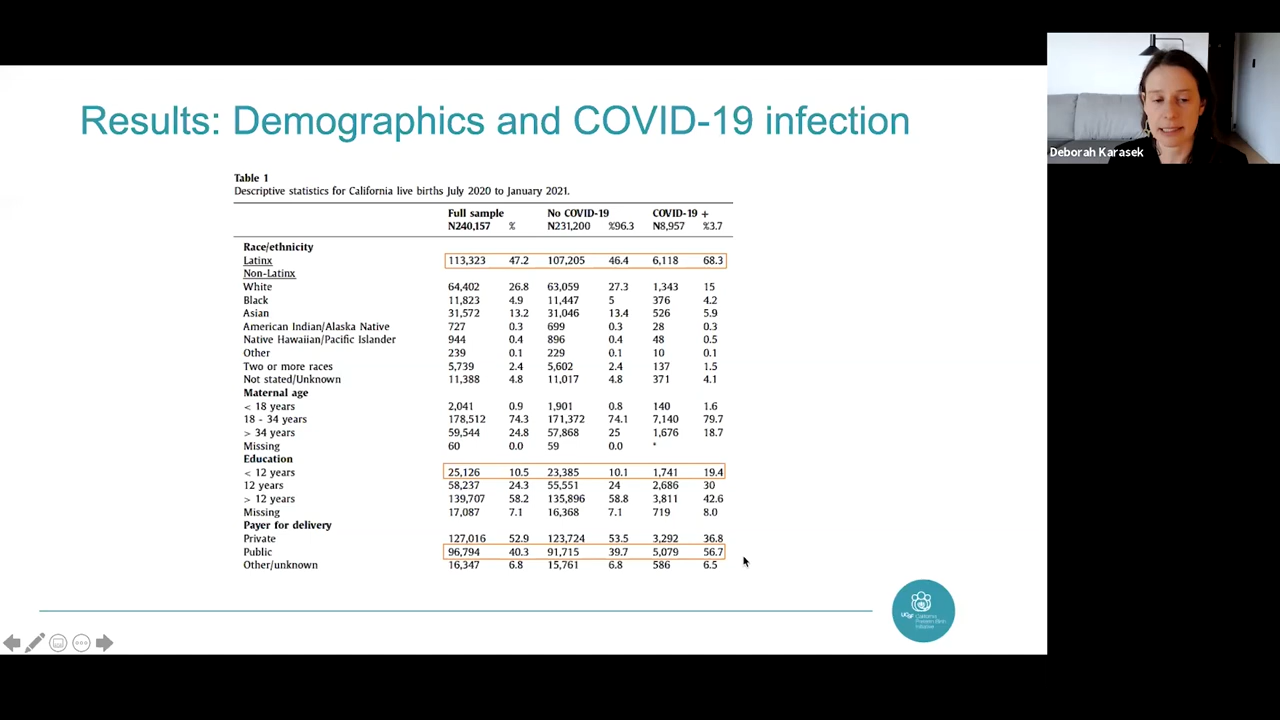 Results: Demographics and COVID-19 infection
Deborah Karasek
Table 1
Descriptive statistics for California live births July 2020 to January 2021.
Full sample No COVID-19 COVID-19 +
N240,157 % N231,200 %96.3 N8,957 %3.7
Race/ethnicity
Latinx 113,323 47.2 107,205 46.4 6,118 68.3
Non-Latinx
White 64,402 26.8 63,059 27.3 1,343 15
Black 11,823 4.9 11,447 5 376 4.2
Asian 31,572 13.2 31,046 13.4 526 5.9
American Indian/Alaska Native 727 0.3 699 0.3 28 0.3
Native Hawaiian/Pacific Islander 944 0.4 896 0.4 48 0.5
Other 239 0.1 229 0.1 10 0.1
Two or more races 5,739 2.4 5,602 2.4 137 1.5
Not stated/Unknown 11,388 4.8 11,017 4.8 371 4.1
Maternal age
< 18 years 2,041 0.9 1,901 0.8 140 1.6
18 - 34 years 178,512 74.3 171,372 74.1 7,140 79.7
> 34 years 59,544 24.8 57,868 25 1,676 18.7
Missing 60 0.0 59 0.0 *
Education
< 12 years 25,126 10.5 23,385 10.1 1,741 19.4
12 years 58,237 24.3 55,551 24 2,686 30
> 12 years 139,707 58.2 135,896 58.8 3,811 42.6
Missing 17,087 7.1 16,368 7.1 719 8.0
Payer for delivery
Private 127,016 52.9 123,724 53.5 3,292 36.8
Public 96,794 40.3 91,715 39.7 5,079 56.7
Other/unknown 16,347 6.8 15,761 6.8 586 6.5
UCSF California
Preterm Birth
Initiative